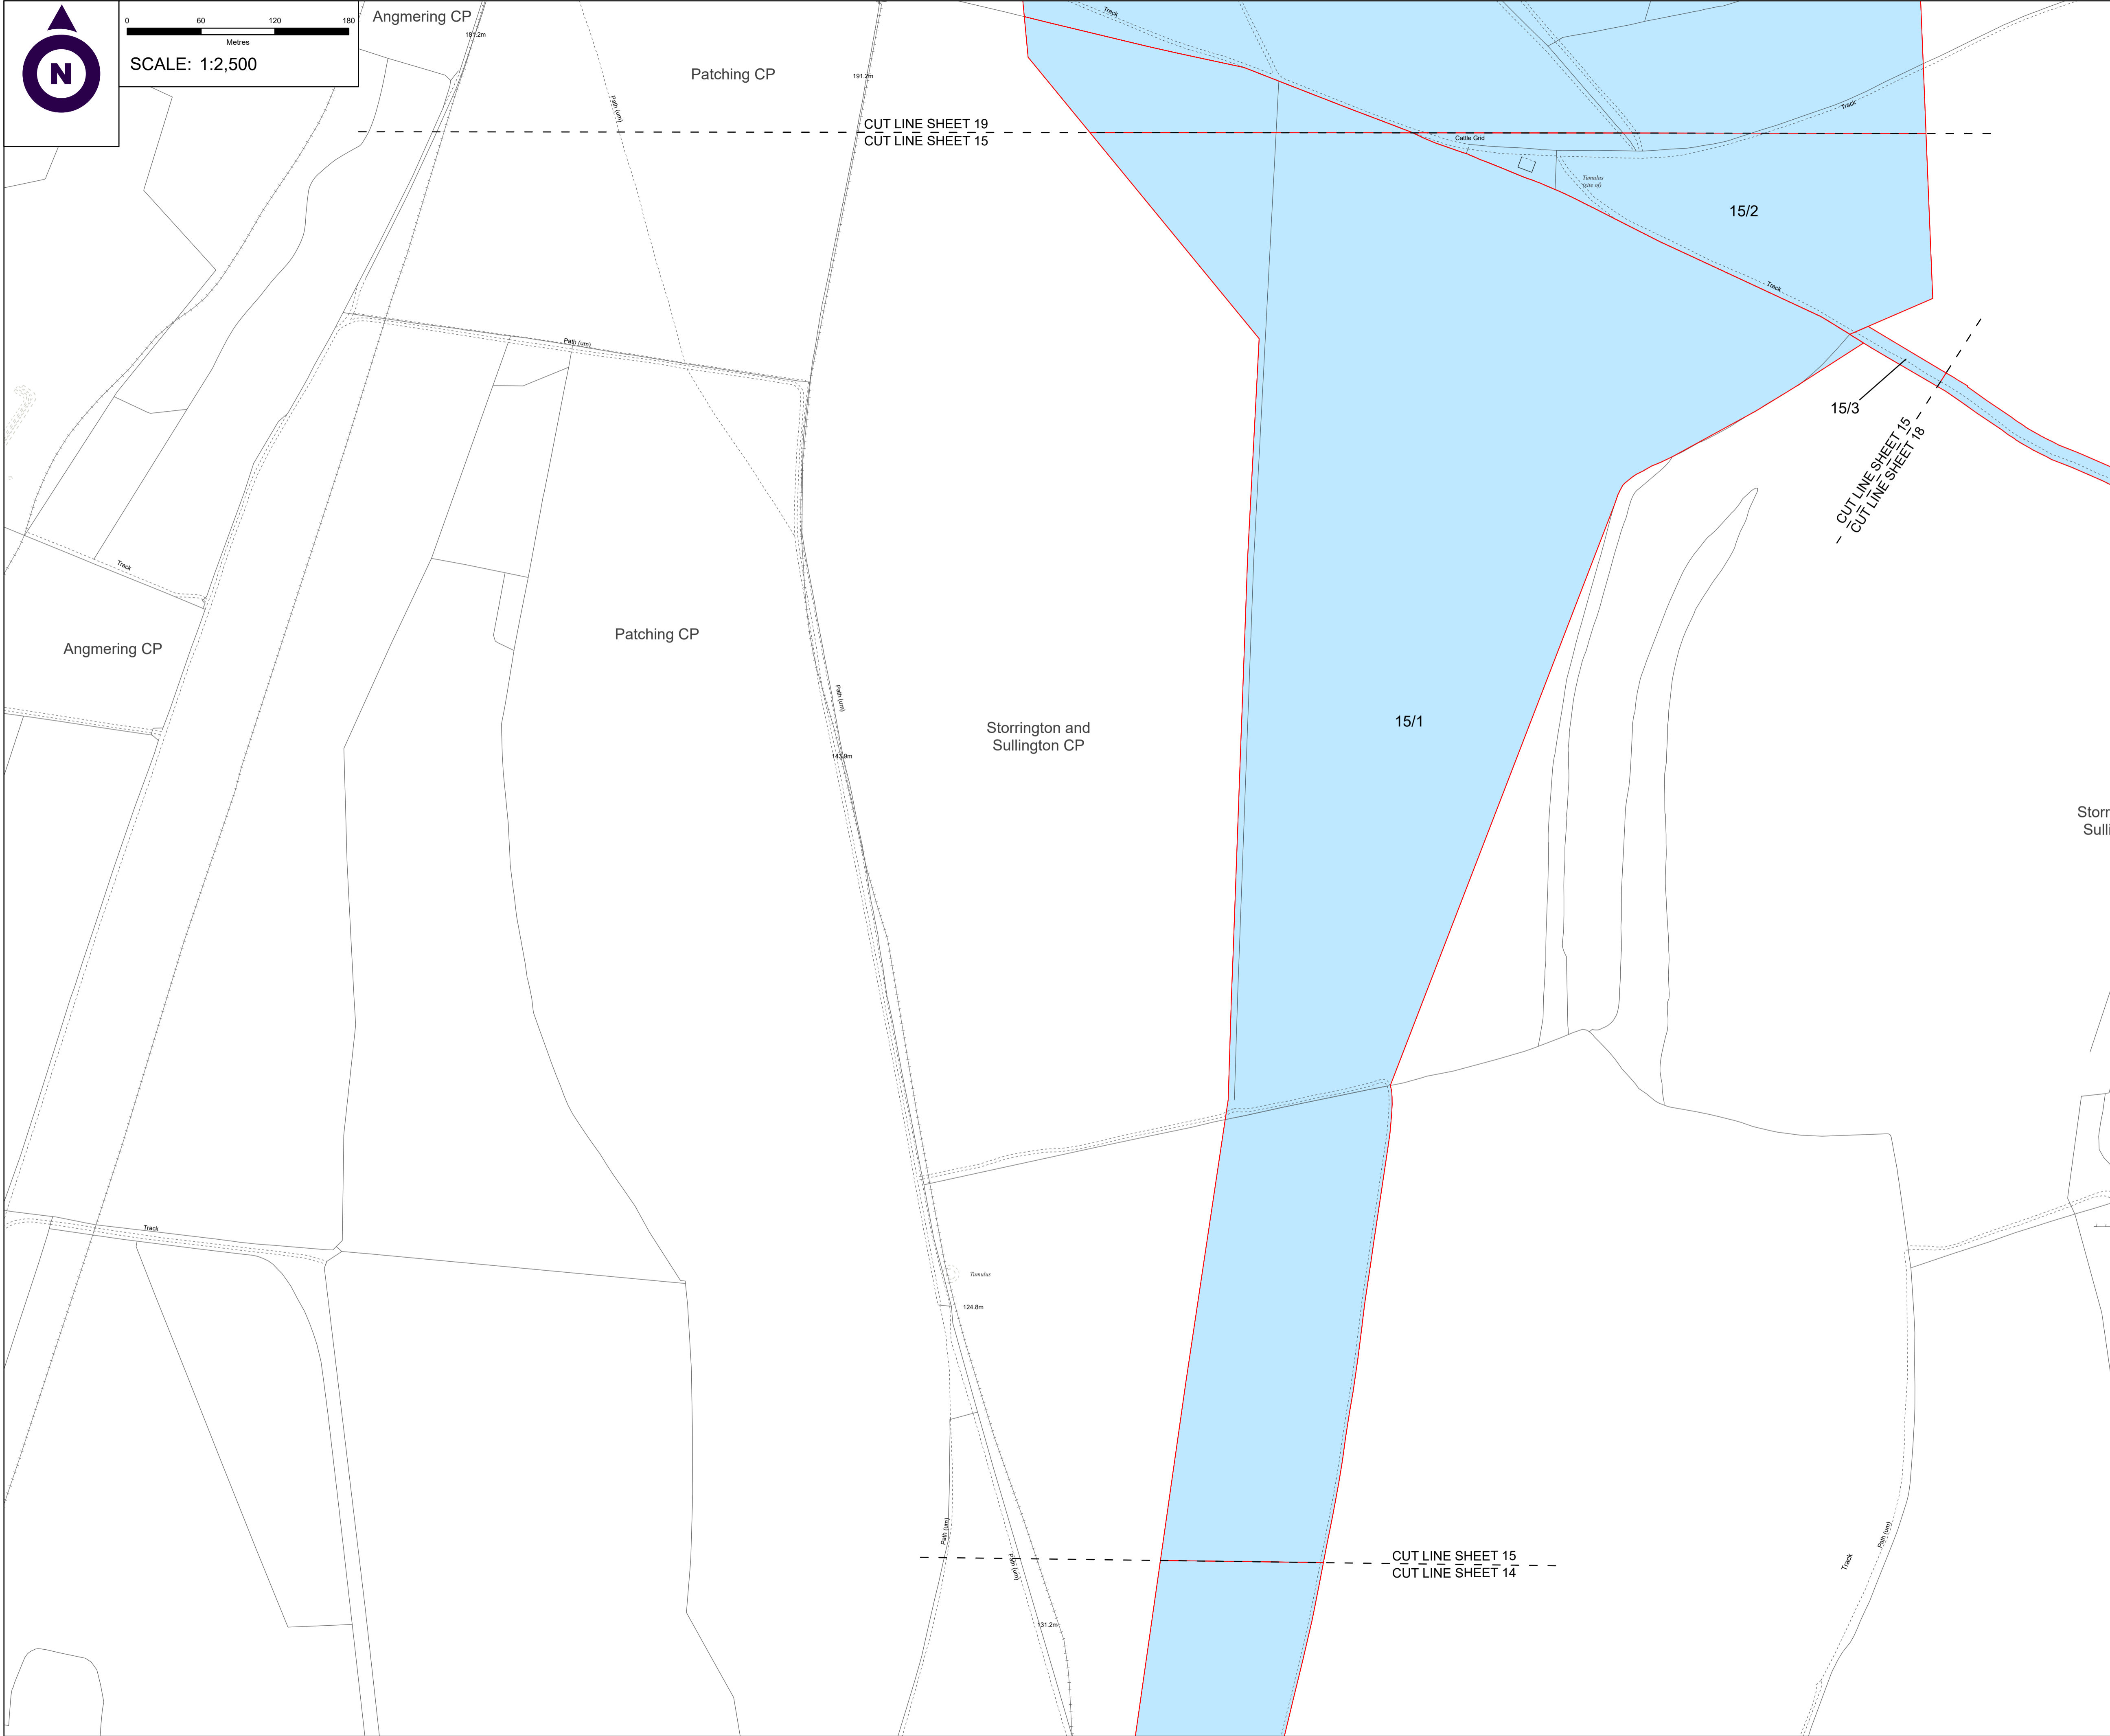 N
0 60 120 180
Metres
SCALE: 1:2,500
Angmering CP
181.2m
Path (um)
Patching CP
191.2m
Track
CUT LINE SHEET 19
CUT LINE SHEET 15
Cattle Grid
Track
Tumulus
(site of)
15/2
Track
Path (um)
15/3
CUT LINE SHEET 15
CUT LINE SHEET 18
Track
Angmering CP
Patching CP
Path (um)
143.9m
Storrington and
Sullington CP
15/1
Storr
Sulli
Track
Tumulus
124.8m
Path (um)
Path (um)
CUT LINE SHEET 15
CUT LINE SHEET 14
Track
Path (um)
131.2m